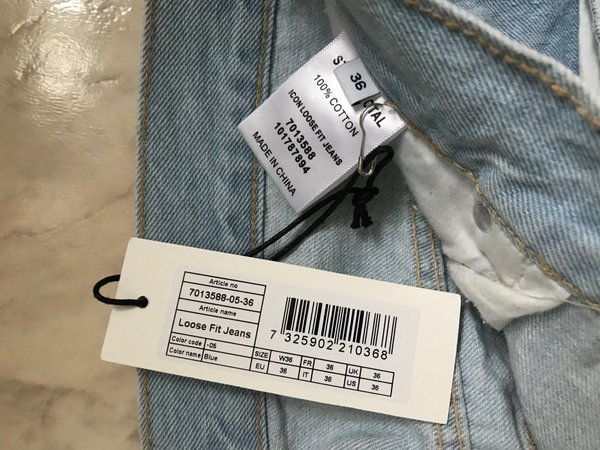 36
100% COTTON
ICON LOOSE FIT JEANS
7013588
101787894
MADE IN CHINA
Article no
7013588-05-36
Article name
Loose Fit Jeans
Color code -05
Color name Blue
7 325902 210368
SIZE W36 FR 36 UK 36
EU 36 IT 36 US 36